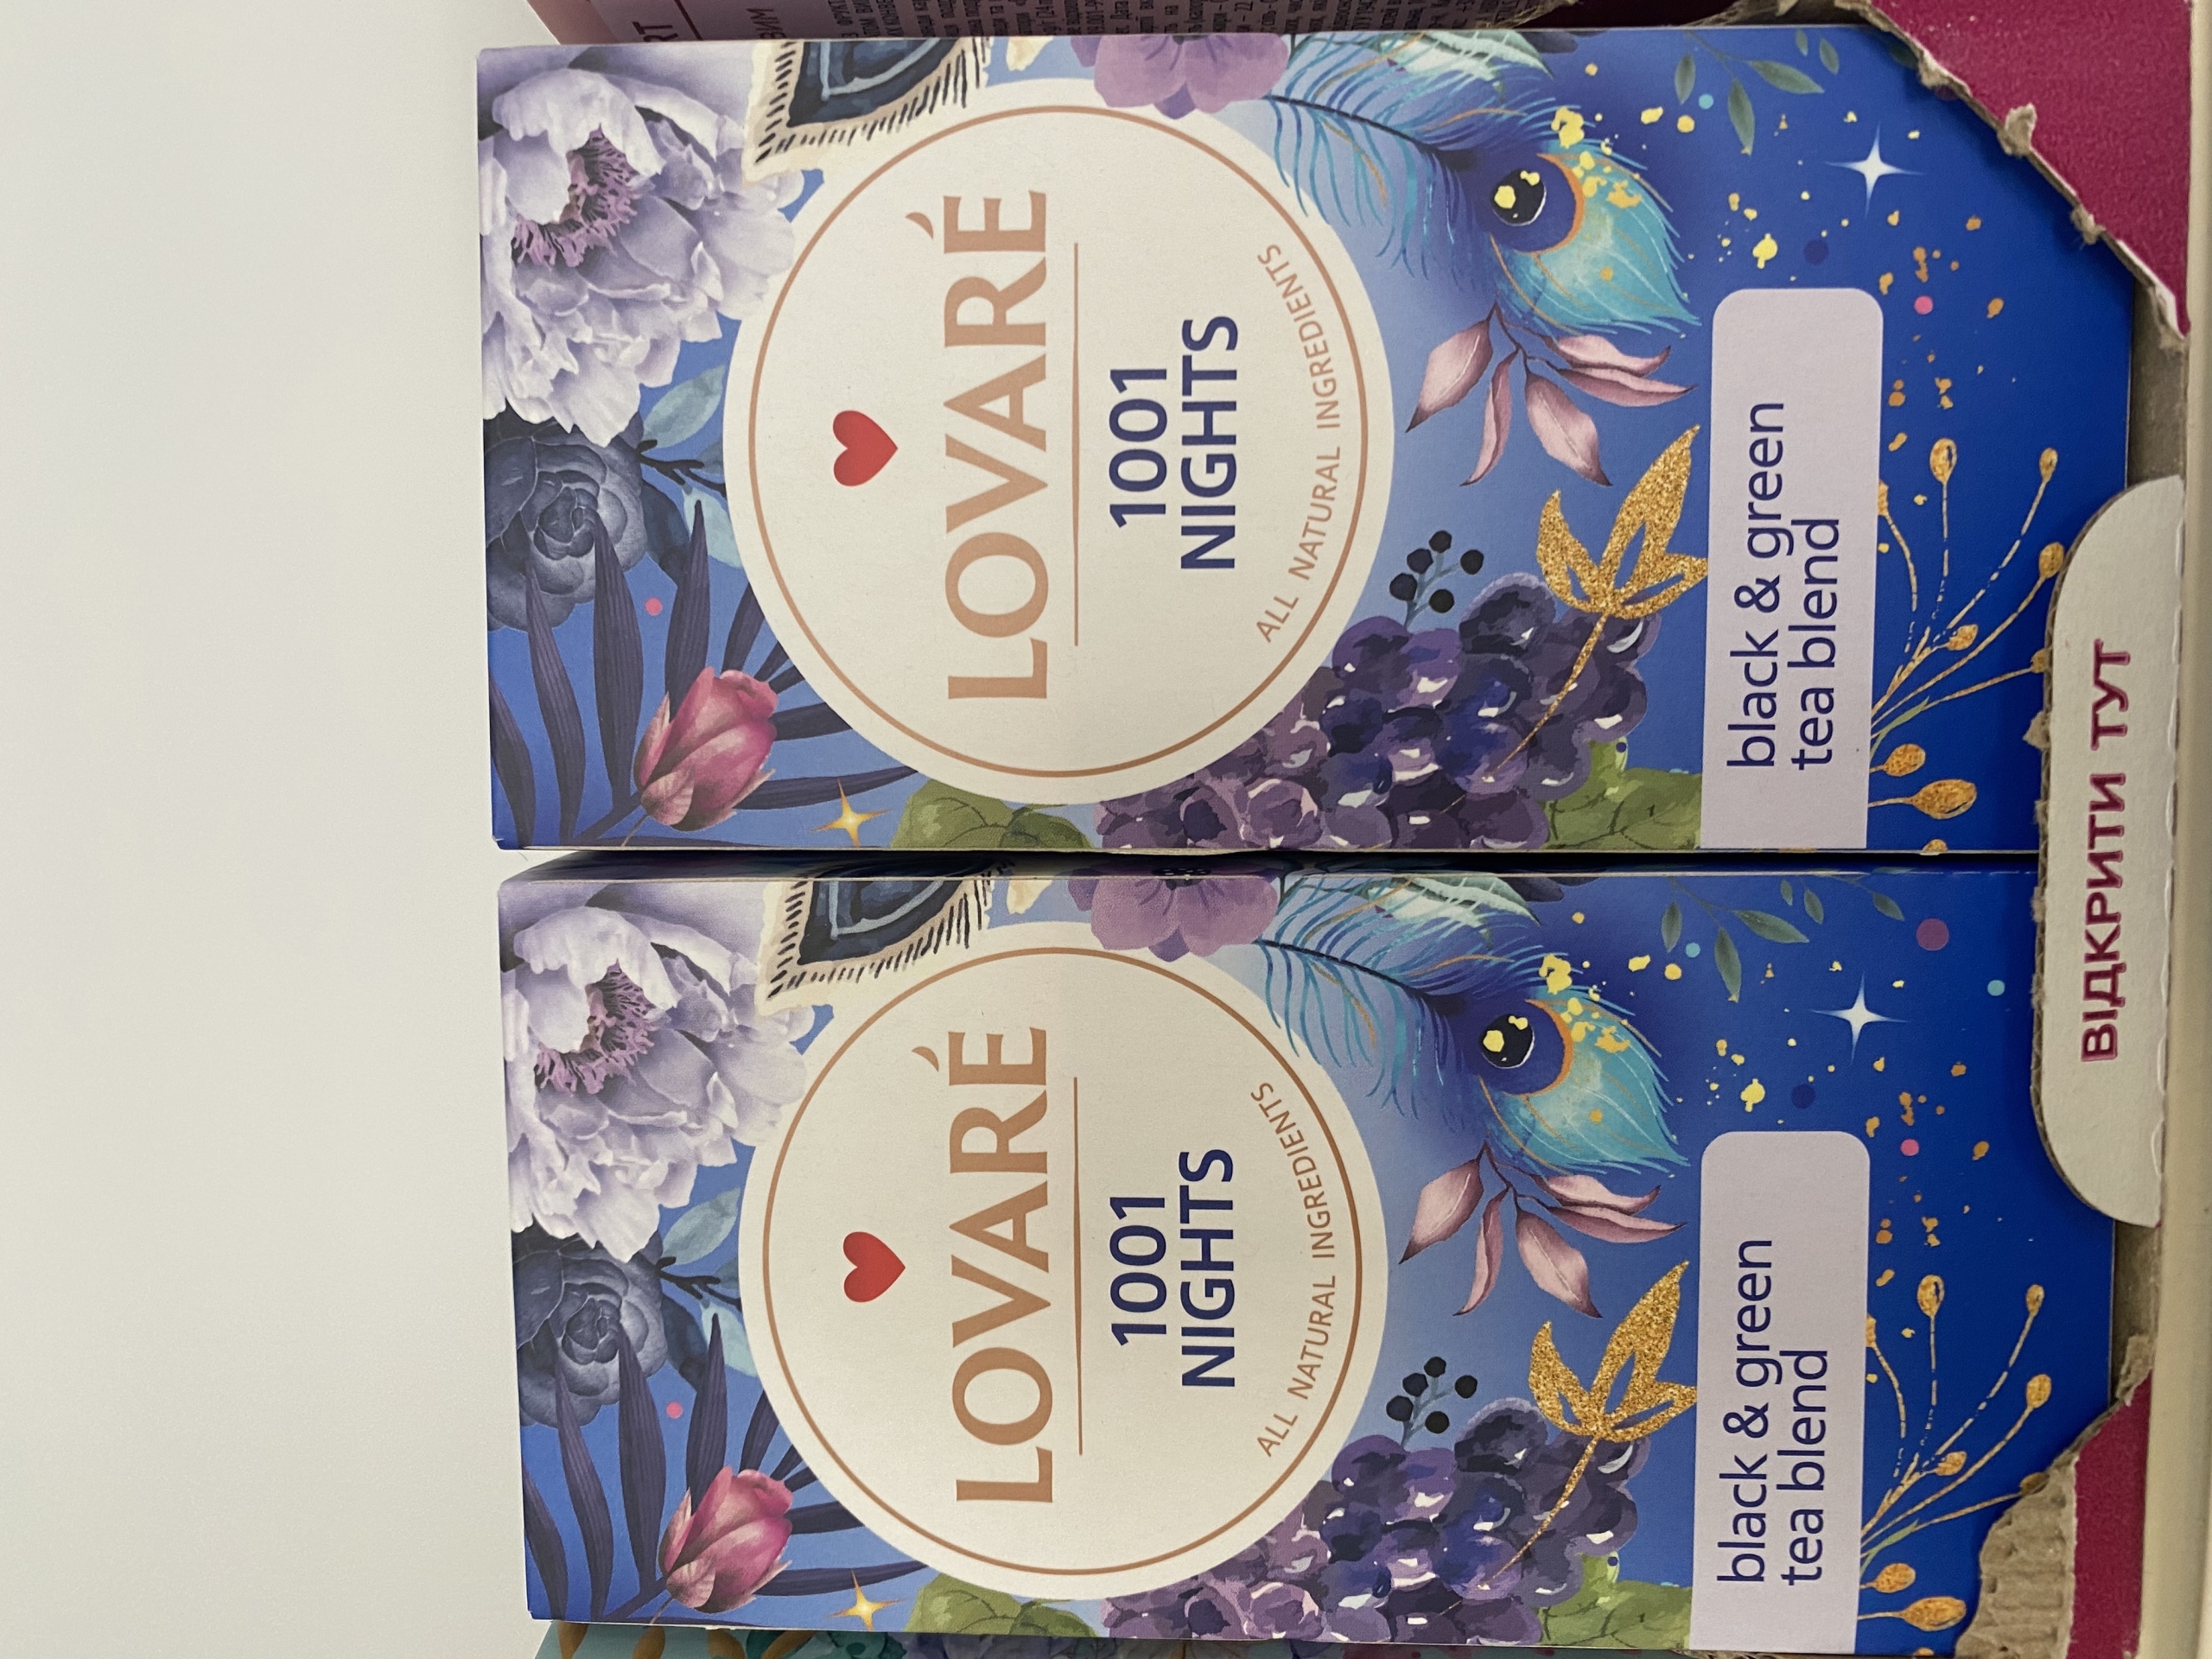 LOVARÉ
1001
NIGHTS
ALL NATURAL INGREDIENTS
black & green
tea blend
LOVARÉ
1001
NIGHTS
ALL NATURAL INGREDIENTS
black & green
tea blend
ВІДКРИТИ ТУТ